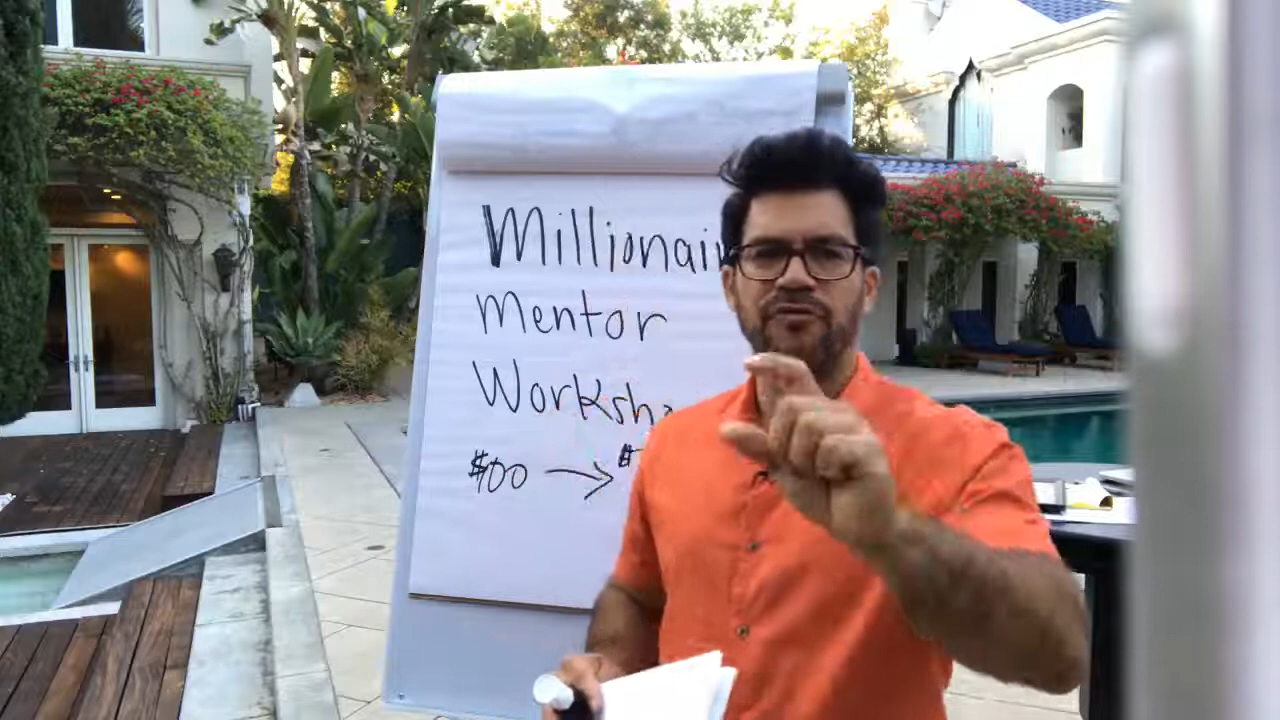 Millionai
Mentor
Worksh
$00 → $